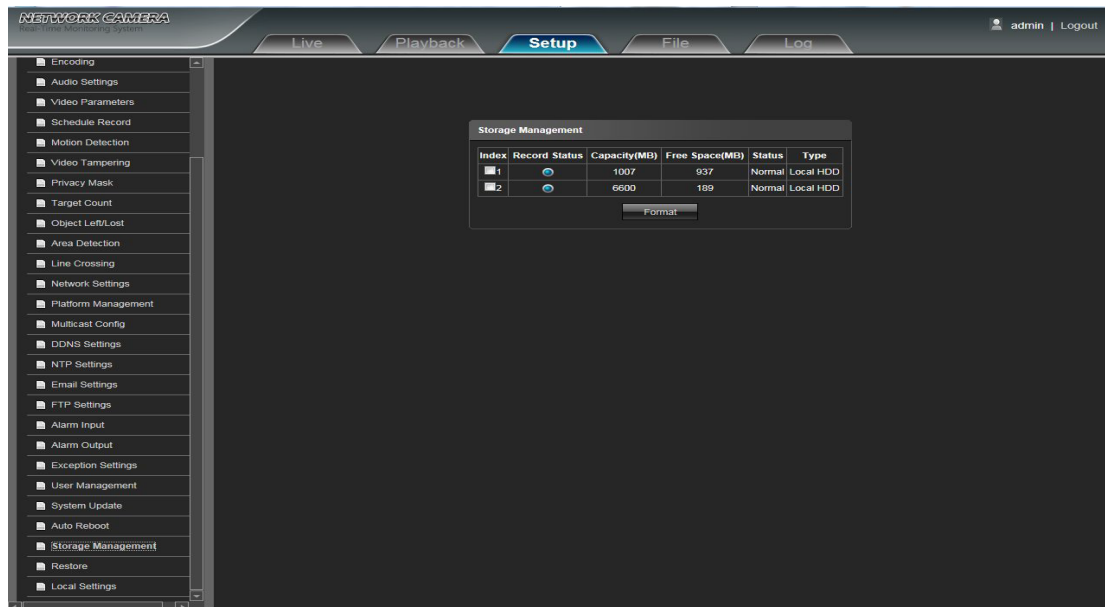 NETWORK CAMERA
Real-Time Monitoring System
admin | Logout
Live
Playback
Setup
File
Log
Encoding
Audio Settings
Video Parameters
Schedule Record
Motion Detection
Video Tampering
Privacy Mask
Target Count
Object Left/Lost
Area Detection
Line Crossing
Network Settings
Platform Management
Multicast Config
DDNS Settings
NTP Settings
Email Settings
FTP Settings
Alarm Input
Alarm Output
Exception Settings
User Management
System Update
Auto Reboot
Storage Management
Restore
Local Settings
Storage Management
Index Record Status Capacity(MB) Free Space(MB) Status Type
1 1007 937 Normal Local HDD
2 6600 189 Normal Local HDD
Format